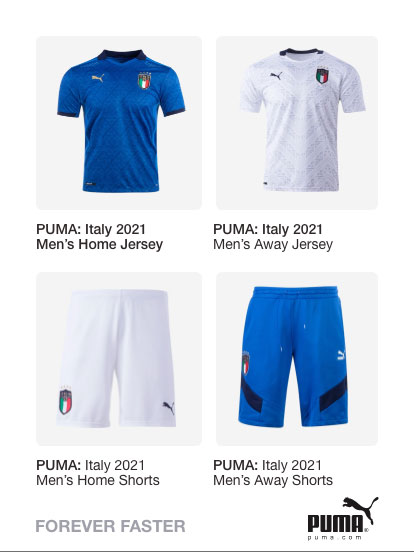 PUMA: Italy 2021
Men’s Home Jersey
PUMA: Italy 2021
Men’s Away Jersey
PUMA: Italy 2021
Men’s Home Shorts
PUMA: Italy 2021
Men’s Away Shorts
FOREVER FASTER
PUMA®
puma.com